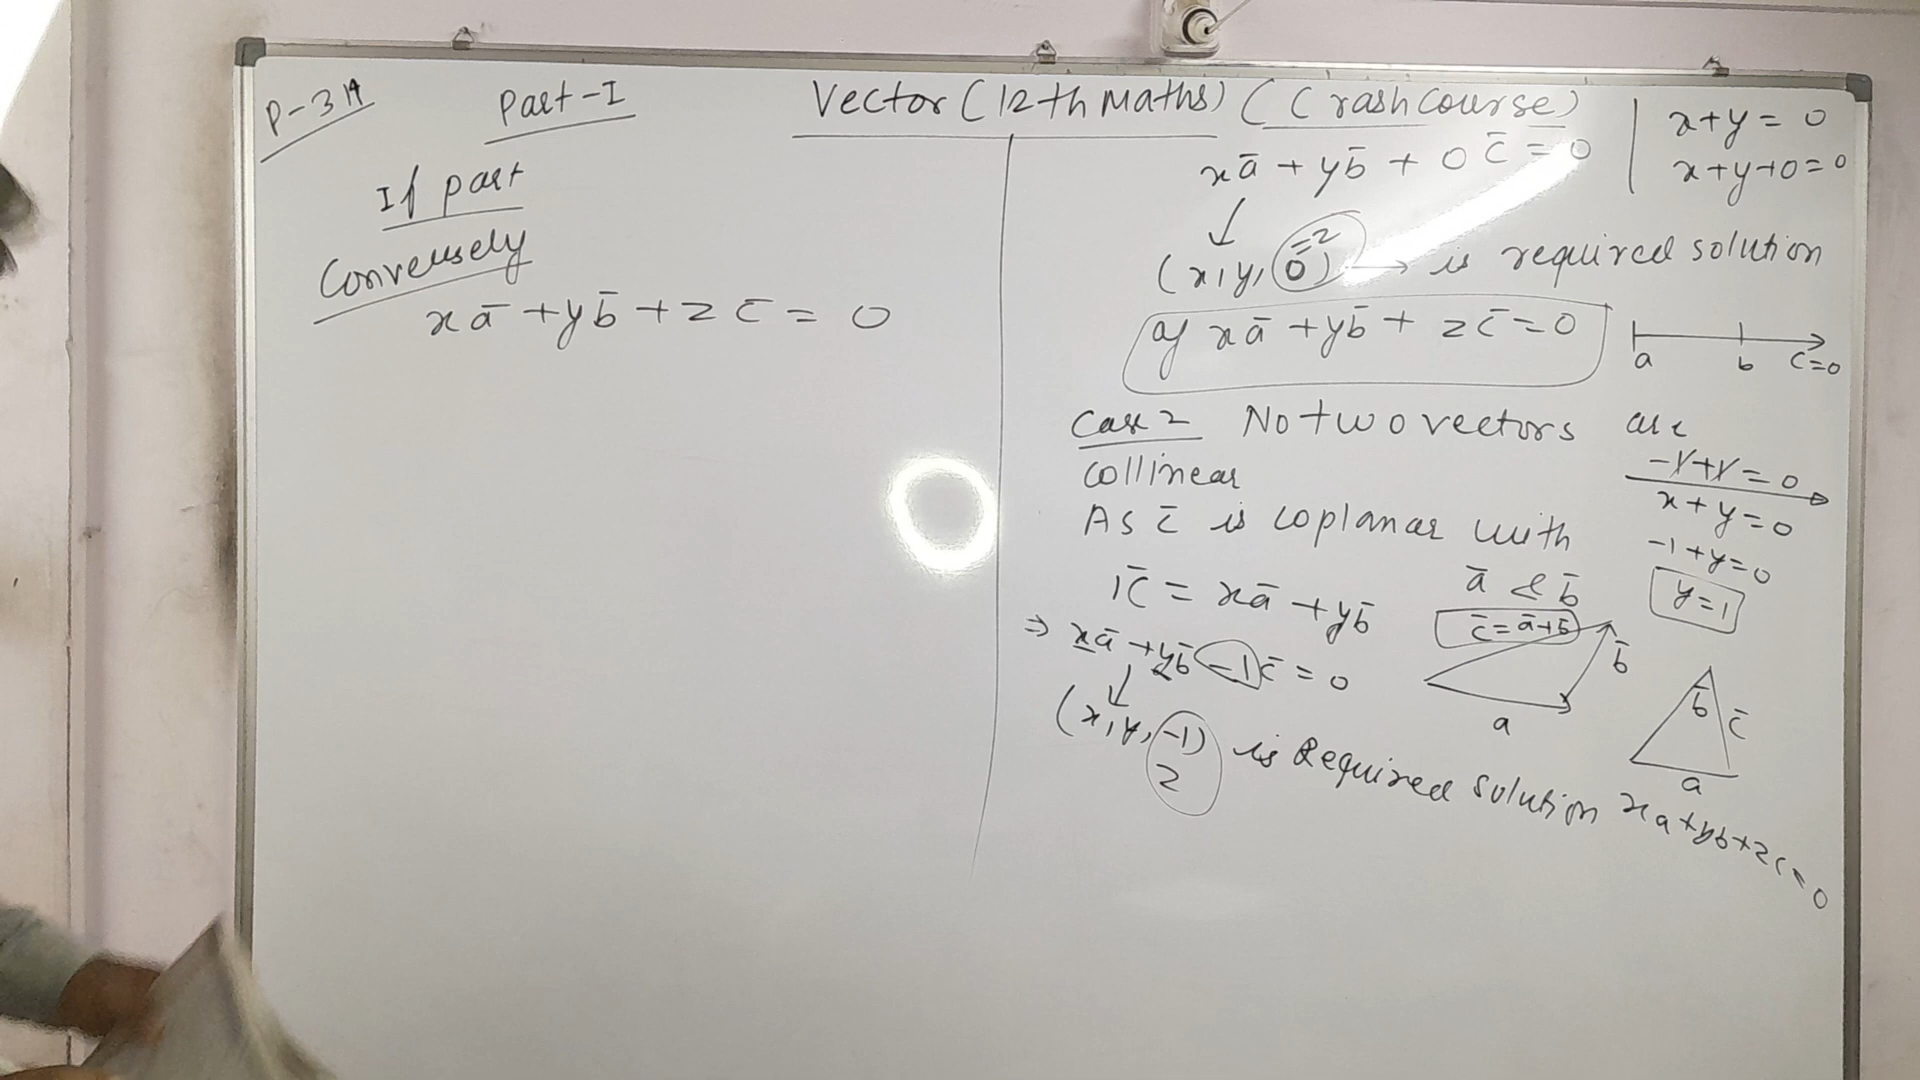 P-314
Part-I
Vector (12th Maths) (Crash Course)
If part
Conversely
xā + yb̄ + zc̄ = 0
xā + yb̄ + 0c̄ = 0
x+y = 0
x+y+0=0
(x, y, 0) → is required solution
=z
of xā + yb̄ + zc̄ = 0
a b c=0
Case 2 No two vectors are
collinear
As c̄ is coplanar with
ā & b̄
1c̄ = xā + yb̄
⇒ xā + yb̄ -1c̄ = 0
(x, y, -1) is Required solution xa+yb+zc=0
z
-1+1=0
x+y=0
-1+y=0
y=1
c̄=ā+b̄
b̄
a
b̄ c̄
a